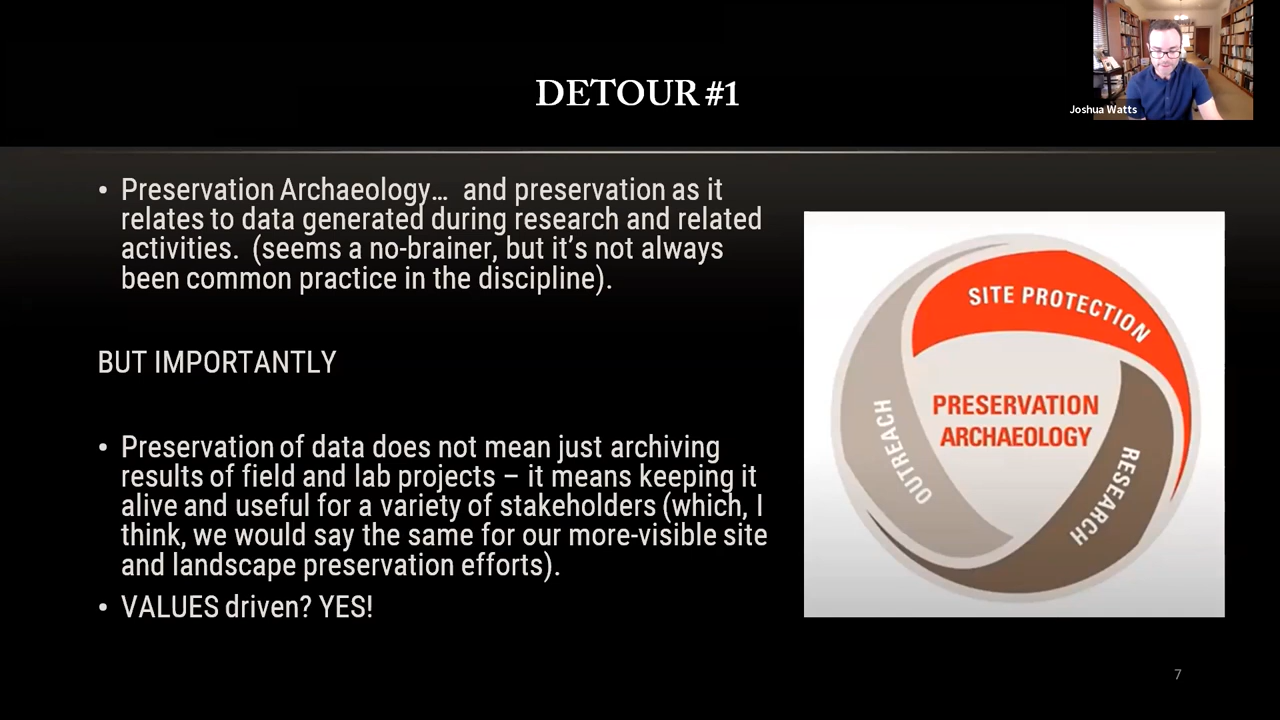 DETOUR #1
Joshua Watts
• Preservation Archaeology… and preservation as it
relates to data generated during research and related
activities. (seems a no-brainer, but it’s not always
been common practice in the discipline).
BUT IMPORTANTLY
• Preservation of data does not mean just archiving
results of field and lab projects – it means keeping it
alive and useful for a variety of stakeholders (which, I
think, we would say the same for our more-visible site
and landscape preservation efforts).
• VALUES driven? YES!
SITE PROTECTION
PRESERVATION
ARCHAEOLOGY
OUTREACH
RESEARCH
7